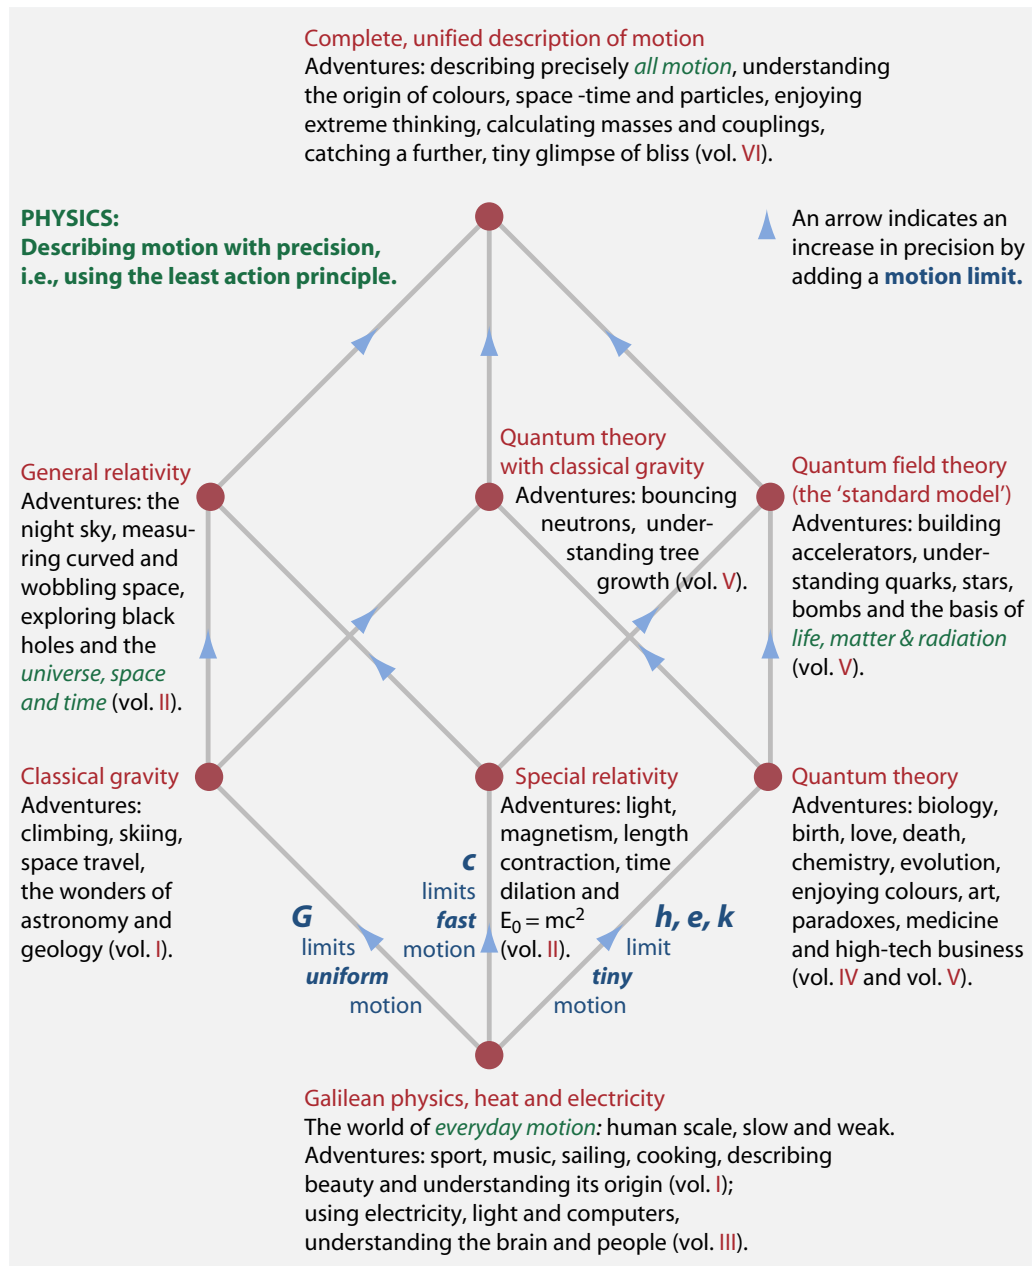 Complete, unified description of motion
Adventures: describing precisely all motion, understanding
the origin of colours, space -time and particles, enjoying
extreme thinking, calculating masses and couplings,
catching a further, tiny glimpse of bliss (vol. VI).
PHYSICS:
Describing motion with precision,
i.e., using the least action principle.
An arrow indicates an
increase in precision by
adding a motion limit.
General relativity
Adventures: the
night sky, measu-
ring curved and
wobbling space,
exploring black
holes and the
universe, space
and time (vol. II).
Quantum theory
with classical gravity
Adventures: bouncing
neutrons, under-
standing tree
growth (vol. V).
Quantum field theory
(the ‘standard model’)
Adventures: building
accelerators, under-
standing quarks, stars,
bombs and the basis of
life, matter & radiation
(vol. V).
Classical gravity
Adventures:
climbing, skiing,
space travel,
the wonders of
astronomy and
geology (vol. I).
Special relativity
Adventures: light,
magnetism, length
contraction, time
dilation and
E₀ = mc²
(vol. II).
Quantum theory
Adventures: biology,
birth, love, death,
chemistry, evolution,
enjoying colours, art,
paradoxes, medicine
and high-tech business
(vol. IV and vol. V).
G
limits
uniform
motion
c
limits
fast
motion
h, e, k
limit
tiny
motion
Galilean physics, heat and electricity
The world of everyday motion: human scale, slow and weak.
Adventures: sport, music, sailing, cooking, describing
beauty and understanding its origin (vol. I);
using electricity, light and computers,
understanding the brain and people (vol. III).